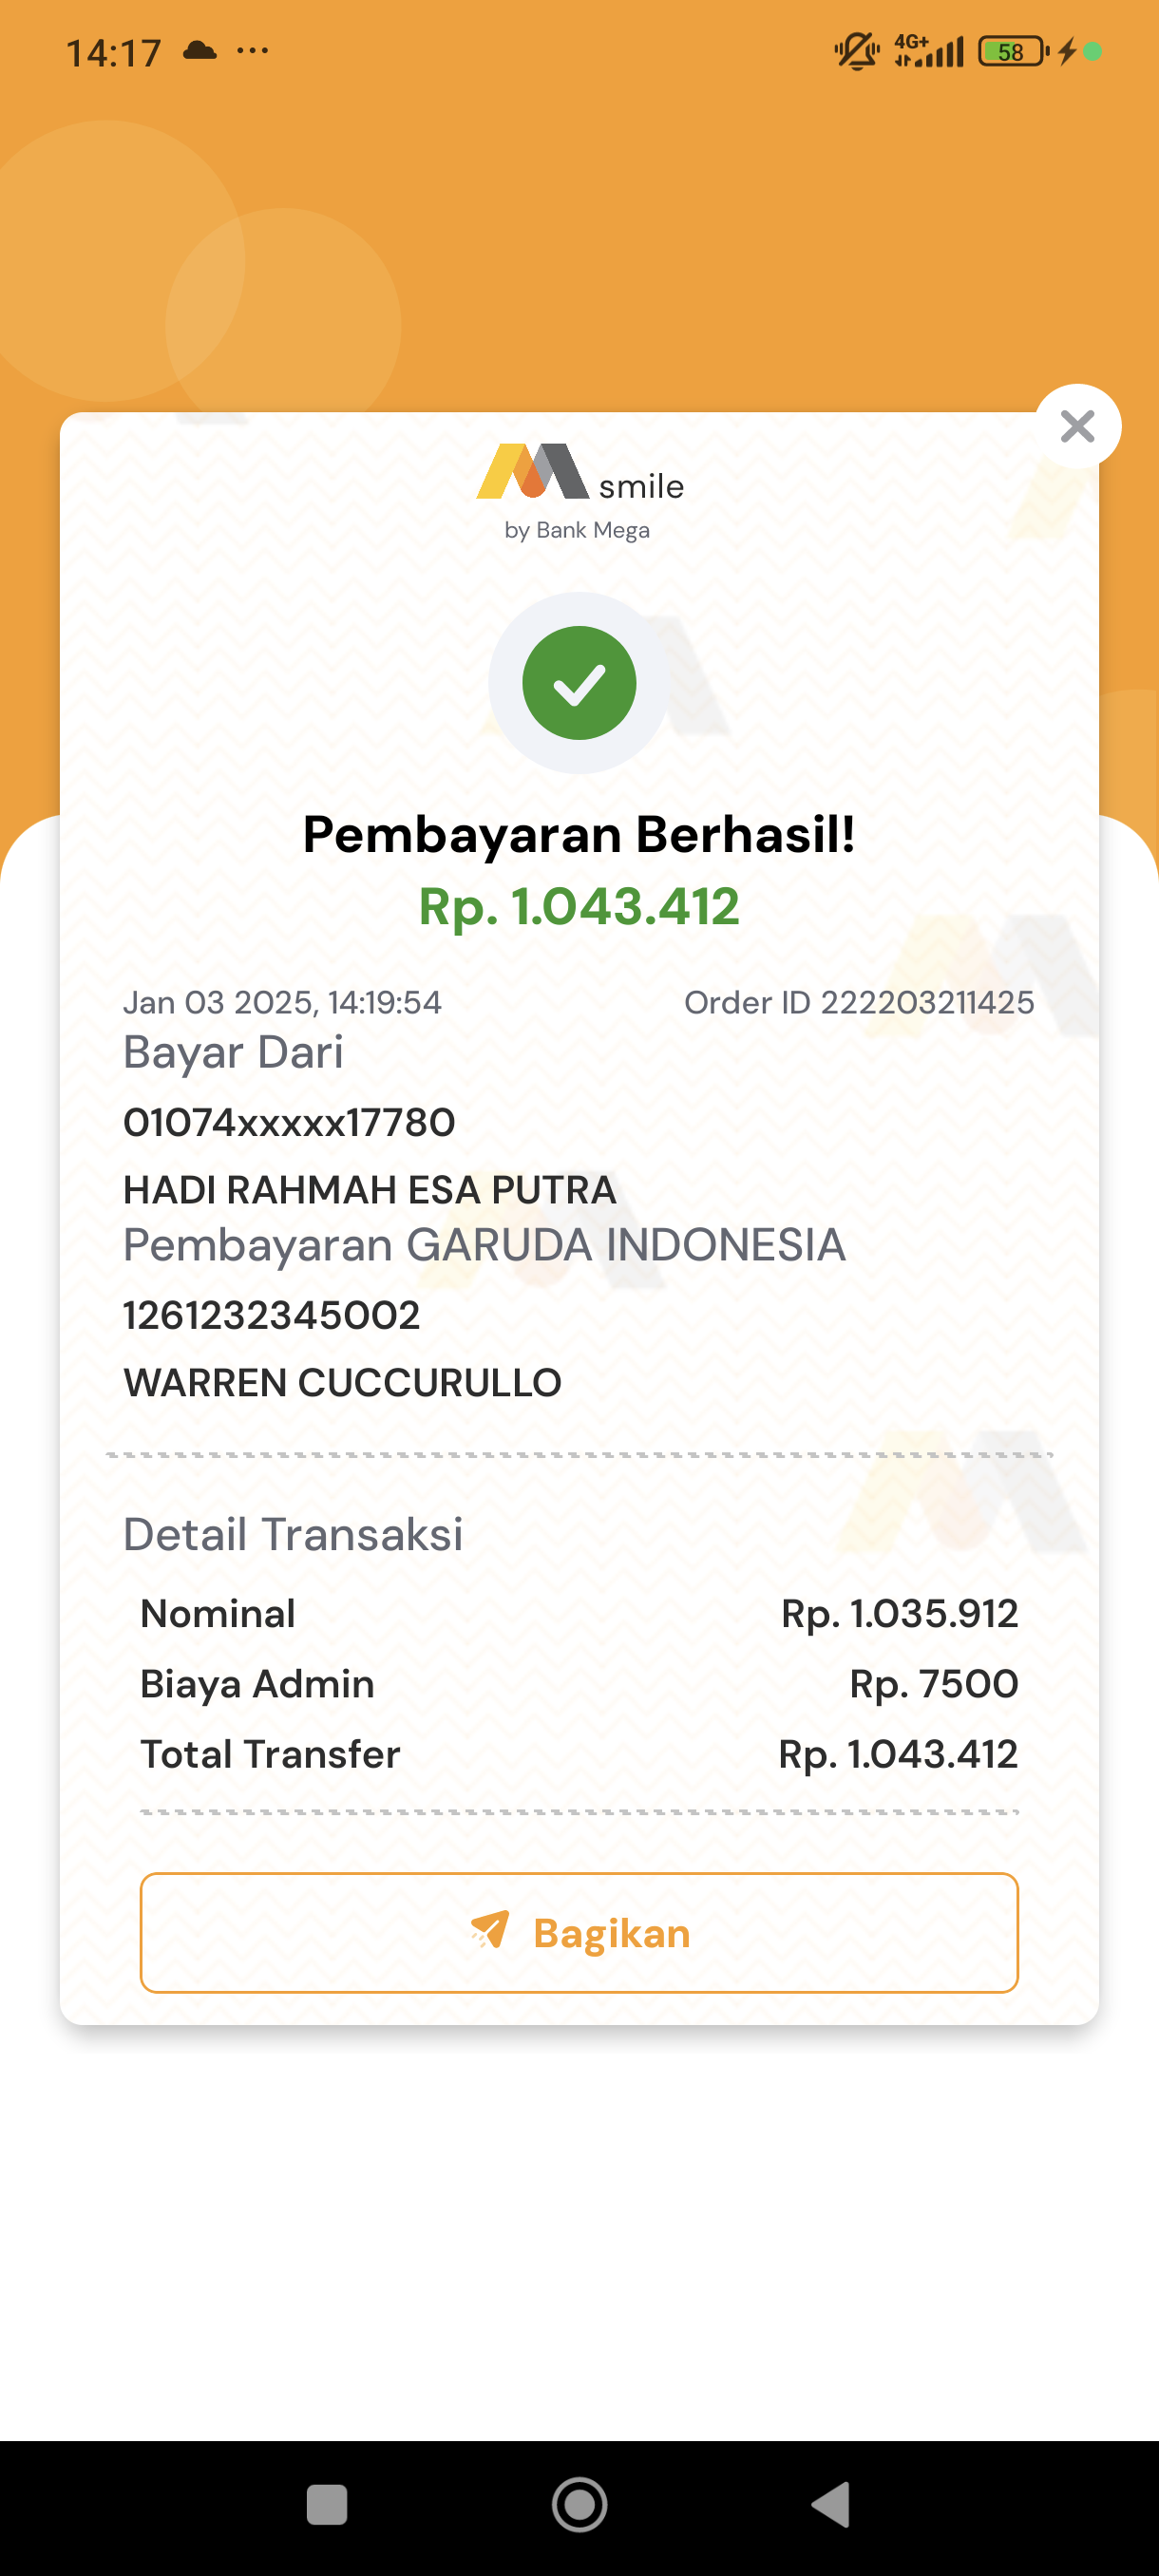 14:17
4G+
58
smile
by Bank Mega
Pembayaran Berhasil!
Rp. 1.043.412
Jan 03 2025, 14:19:54 Order ID 222203211425
Bayar Dari
01074xxxxx17780
HADI RAHMAH ESA PUTRA
Pembayaran GARUDA INDONESIA
1261232345002
WARREN CUCCURULLO
Detail Transaksi
Nominal Rp. 1.035.912
Biaya Admin Rp. 7500
Total Transfer Rp. 1.043.412
Bagikan